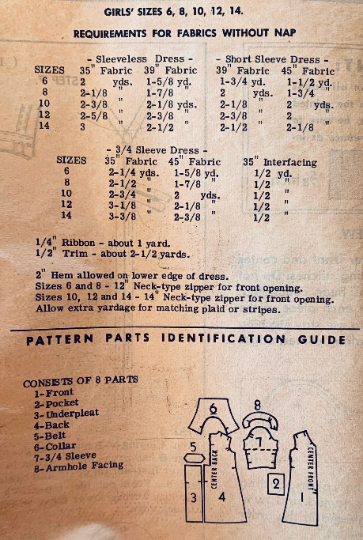 GIRLS' SIZES 6, 8, 10, 12, 14.
REQUIREMENTS FOR FABRICS WITHOUT NAP
- Sleeveless Dress - - Short Sleeve Dress -
SIZES 35" Fabric 39" Fabric 39" Fabric 45" Fabric
6 2 yds. 1-5/8 yd. 1-3/4 yd. 1-1/2 yd.
8 2-1/8 " 1-7/8 " 2 yds. 1-3/4 "
10 2-3/8 " 2-1/8 yds. 2-1/8 " 2 yds.
12 2-5/8 " 2-3/8 " 2-3/8 " 2 "
14 3 " 2-1/2 " 2-1/2 " 2-1/8 "
- 3/4 Sleeve Dress -
SIZES 35" Fabric 45" Fabric 35" Interfacing
6 2-1/4 yds. 1-5/8 yd. 1/2 yd.
8 2-1/2 " 1-7/8 " 1/2 "
10 2-3/4 " 2 yds. 1/2 "
12 3-1/8 " 2-1/8 " 1/2 "
14 3-3/8 " 2-3/8 " 1/2 "
1/4" Ribbon - about 1 yard.
1/2" Trim - about 2-1/2 yards.
2" Hem allowed on lower edge of dress.
Sizes 6 and 8 - 12" Neck-type zipper for front opening.
Sizes 10, 12 and 14 - 14" Neck-type zipper for front opening.
Allow extra yardage for matching plaid or stripes.
PATTERN PARTS IDENTIFICATION GUIDE
CONSISTS OF 8 PARTS
1-Front
2-Pocket
3-Underpleat
4-Back
5-Belt
6-Collar
7-3/4 Sleeve
8-Armhole Facing
6
8
5
7
3
CENTER BACK
4
2
1
CENTER FRONT